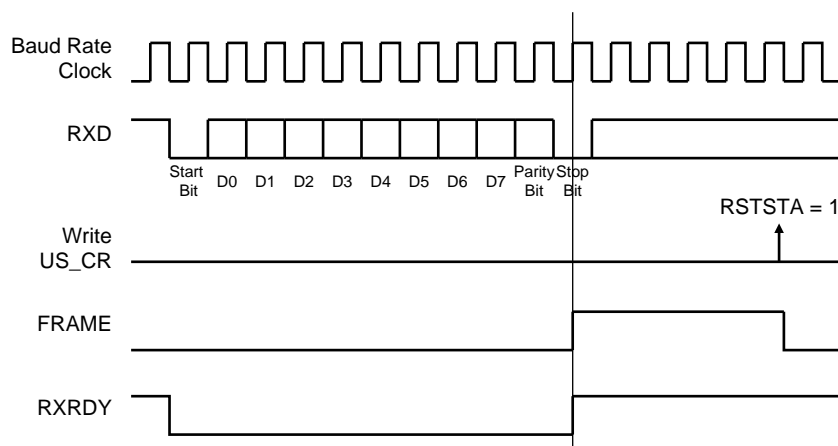 Baud Rate
Clock
RXD
Start
Bit
D0
D1
D2
D3
D4
D5
D6
D7
Parity
Bit
Stop
Bit
RSTSTA = 1
Write
US_CR
FRAME
RXRDY